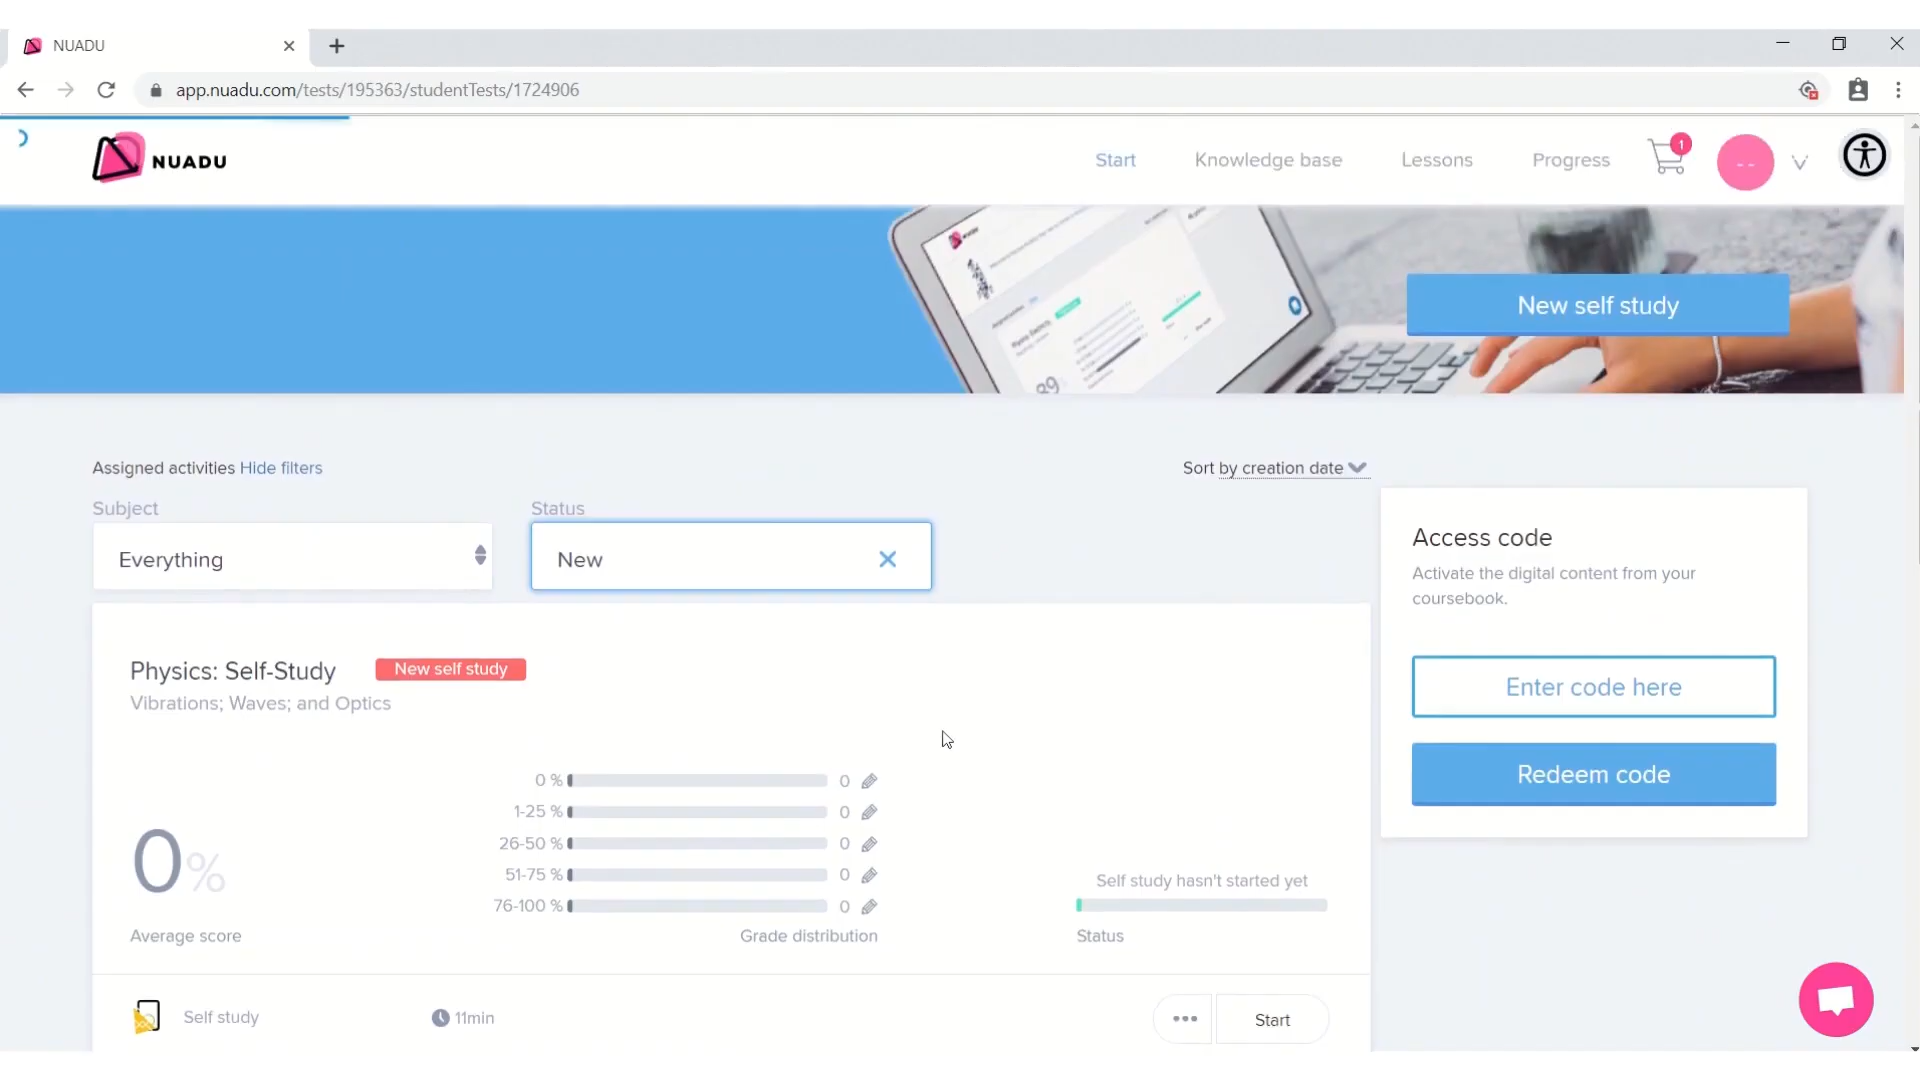 NUADU
app.nuadu.com/tests/195363/studentTests/1724906
NUADU
Start
Knowledge base
Lessons
Progress
1
- -
New self study
Assigned activities Hide filters
Sort by creation date
Subject
Status
Everything
New
Access code
Activate the digital content from your
coursebook.
Enter code here
Redeem code
Physics: Self-Study
New self study
Vibrations; Waves; and Optics
0 % 0
1-25 % 0
26-50 % 0
51-75 % 0
76-100 % 0
0%
Average score
Grade distribution
Self study hasn't started yet
Status
Self study
11min
Start